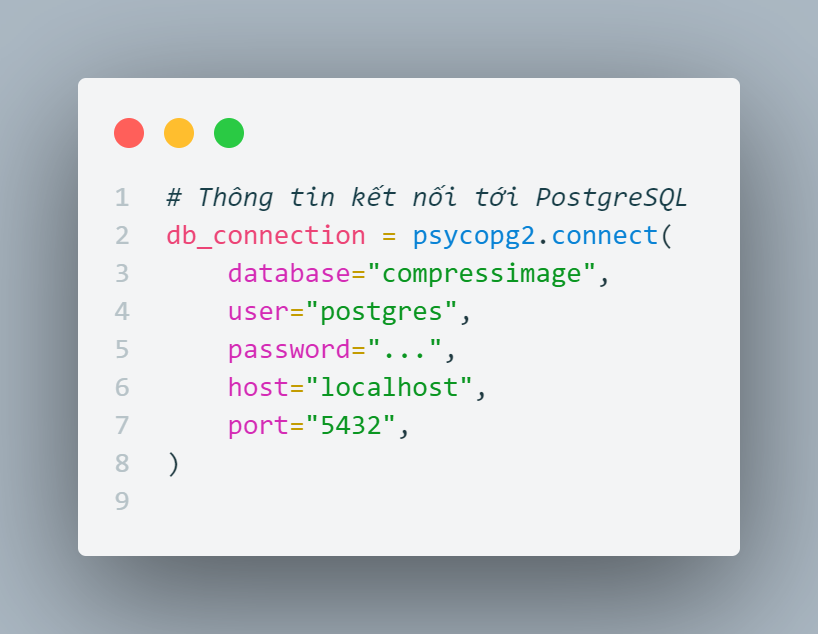 1 # Thông tin kết nối tới PostgreSQL
2 db_connection = psycopg2.connect(
3     database="compressimage",
4     user="postgres",
5     password="...",
6     host="localhost",
7     port="5432",
8 )
9